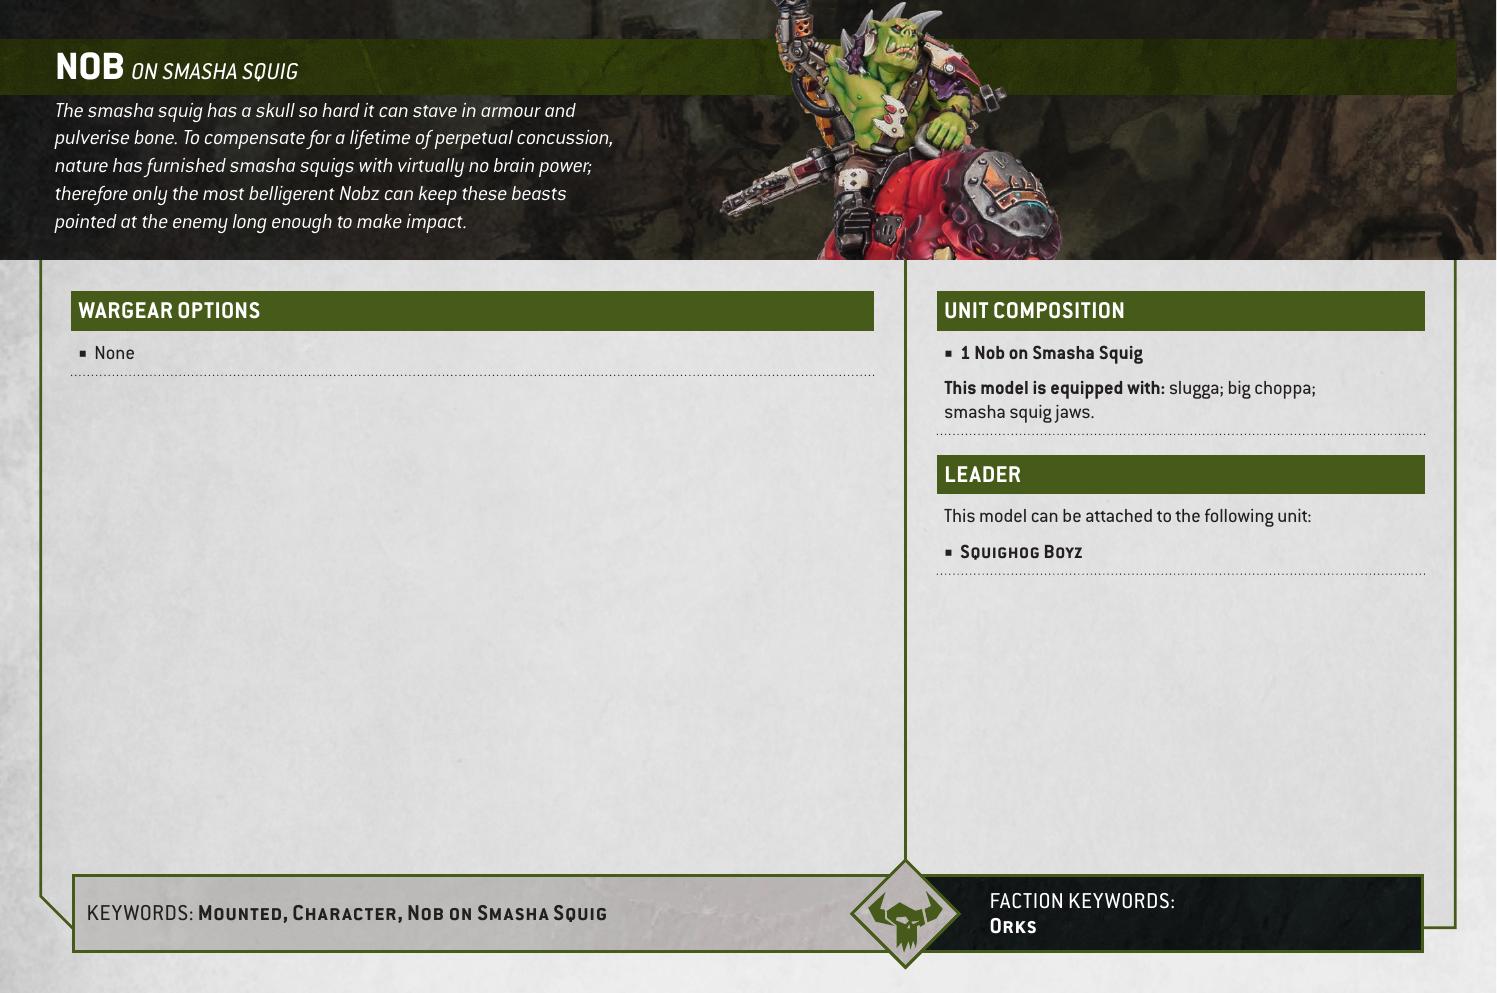 NOB ON SMASHA SQUIG
The smasha squig has a skull so hard it can stave in armour and
pulverise bone. To compensate for a lifetime of perpetual concussion,
nature has furnished smasha squigs with virtually no brain power;
therefore only the most belligerent Nobz can keep these beasts
pointed at the enemy long enough to make impact.
WARGEAR OPTIONS
■ None
UNIT COMPOSITION
■ 1 Nob on Smasha Squig
This model is equipped with: slugga; big choppa;
smasha squig jaws.
LEADER
This model can be attached to the following unit:
■ Squighog Boyz
KEYWORDS: Mounted, Character, Nob on Smasha Squig
FACTION KEYWORDS:
Orks